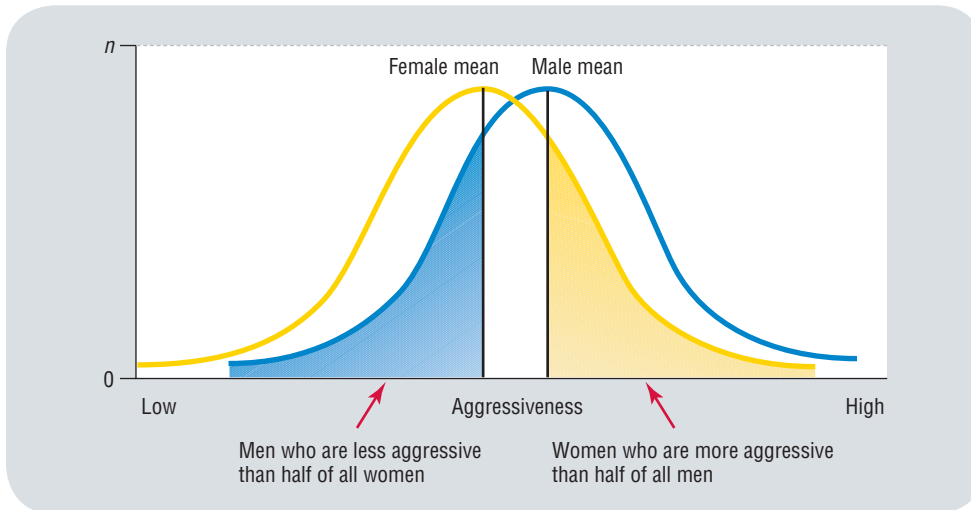 n
Female mean
Male mean
0
Low
Aggressiveness
High
Men who are less aggressive
than half of all women
Women who are more aggressive
than half of all men